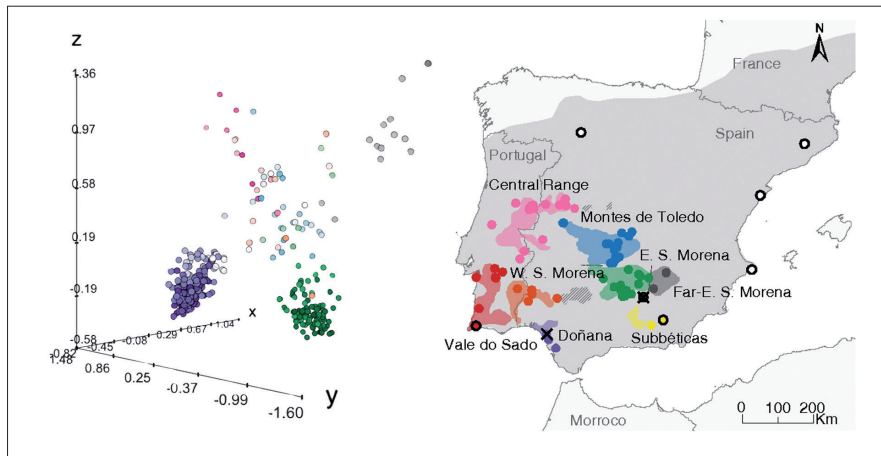 z
1.36
0.97
0.58
0.19
-0.19
-0.58
x
-0.82
-0.45
-0.08
0.29
0.67
1.04
1.48
0.86
0.25
-0.37
-0.99
-1.60
y
N
France
Spain
Portugal
Central Range
Montes de Toledo
E. S. Morena
W. S. Morena
Far-E. S. Morena
Vale do Sado
Doñana
Subbéticas
Morroco
0 100 200
Km